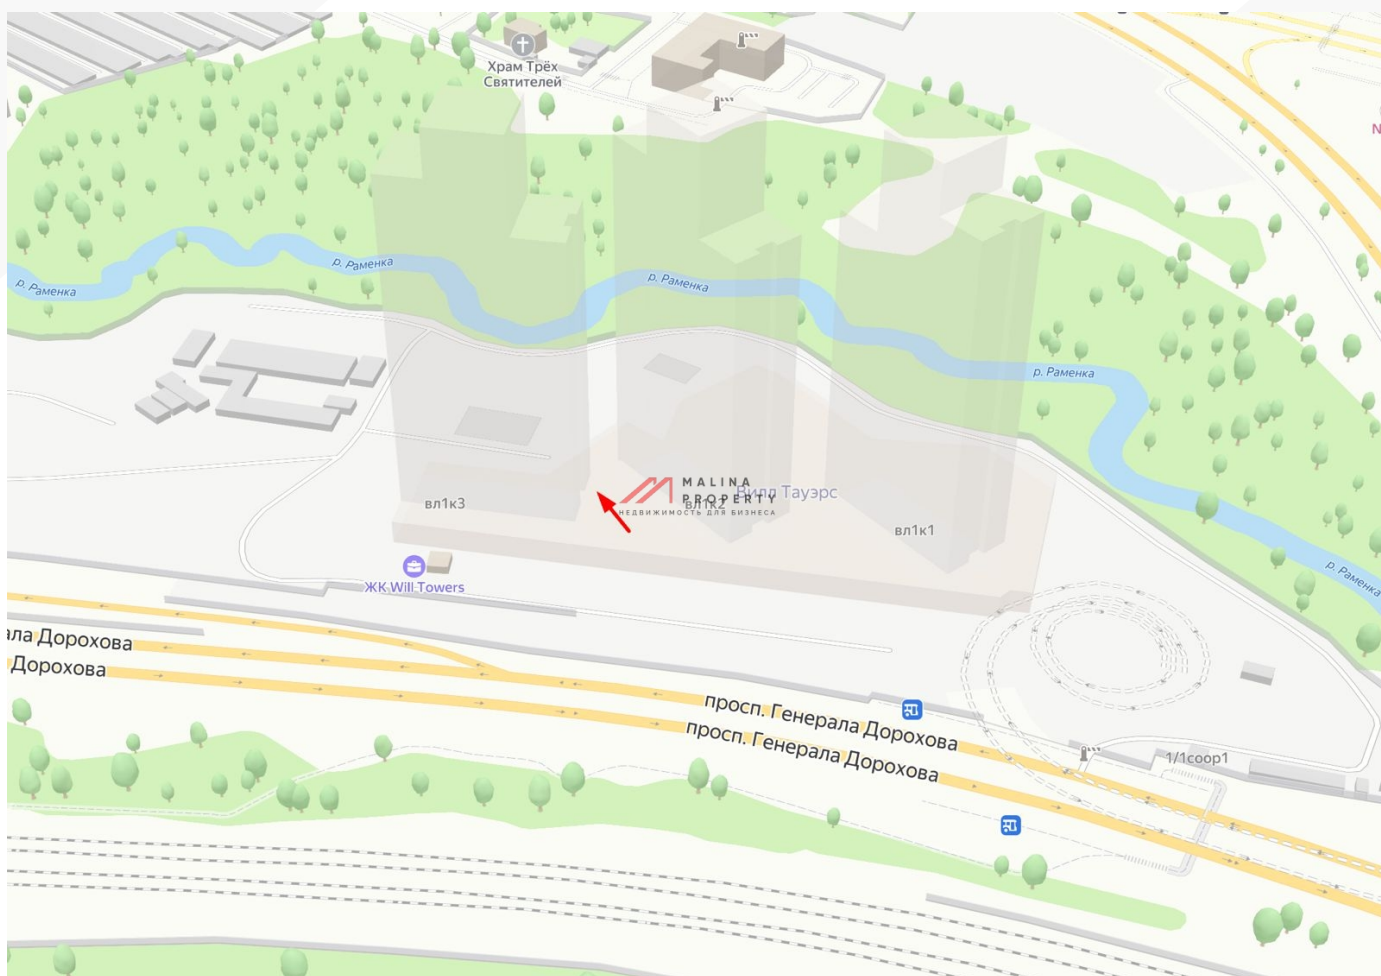 Храм Трёх
Святителей
р. Раменка
р. Раменка
р. Раменка
р. Раменка
р. Раменка
MALINA
PROPERTY
НЕДВИЖИМОСТЬ ДЛЯ БИЗНЕСА
Вилл Тауэрс
вл1к3
вл1к2
вл1к1
ЖК Will Towers
ала Дорохова
Дорохова
просп. Генерала Дорохова
просп. Генерала Дорохова
1/1соор1
N